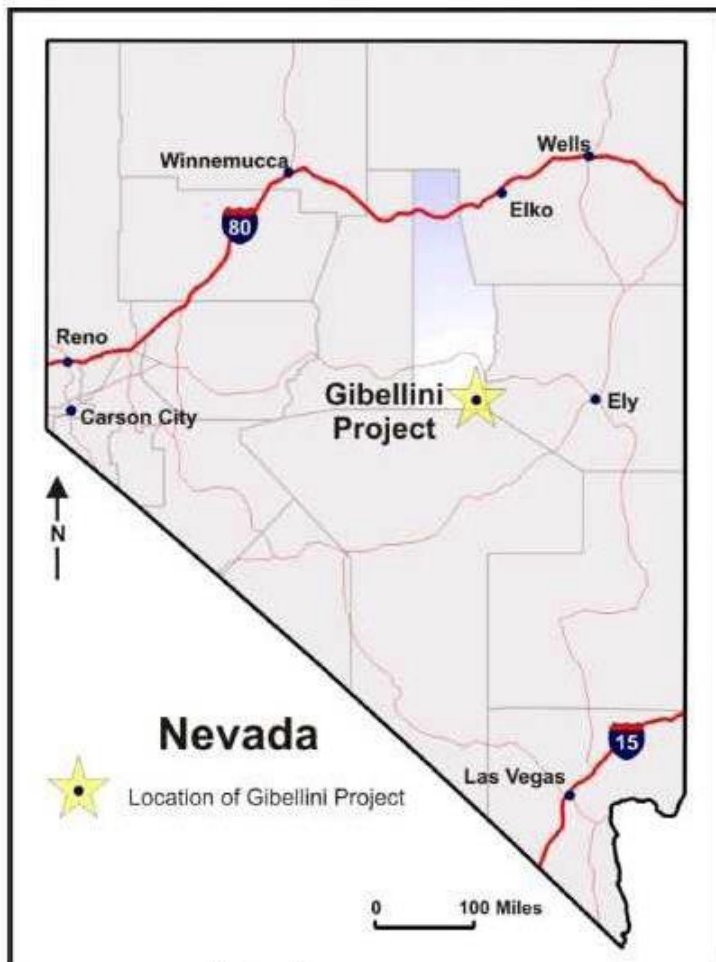 Wells
Winnemucca
Elko
80
Reno
Gibellini
Project
Ely
Carson City
N
Nevada
15
Las Vegas
Location of Gibellini Project
0 100 Miles